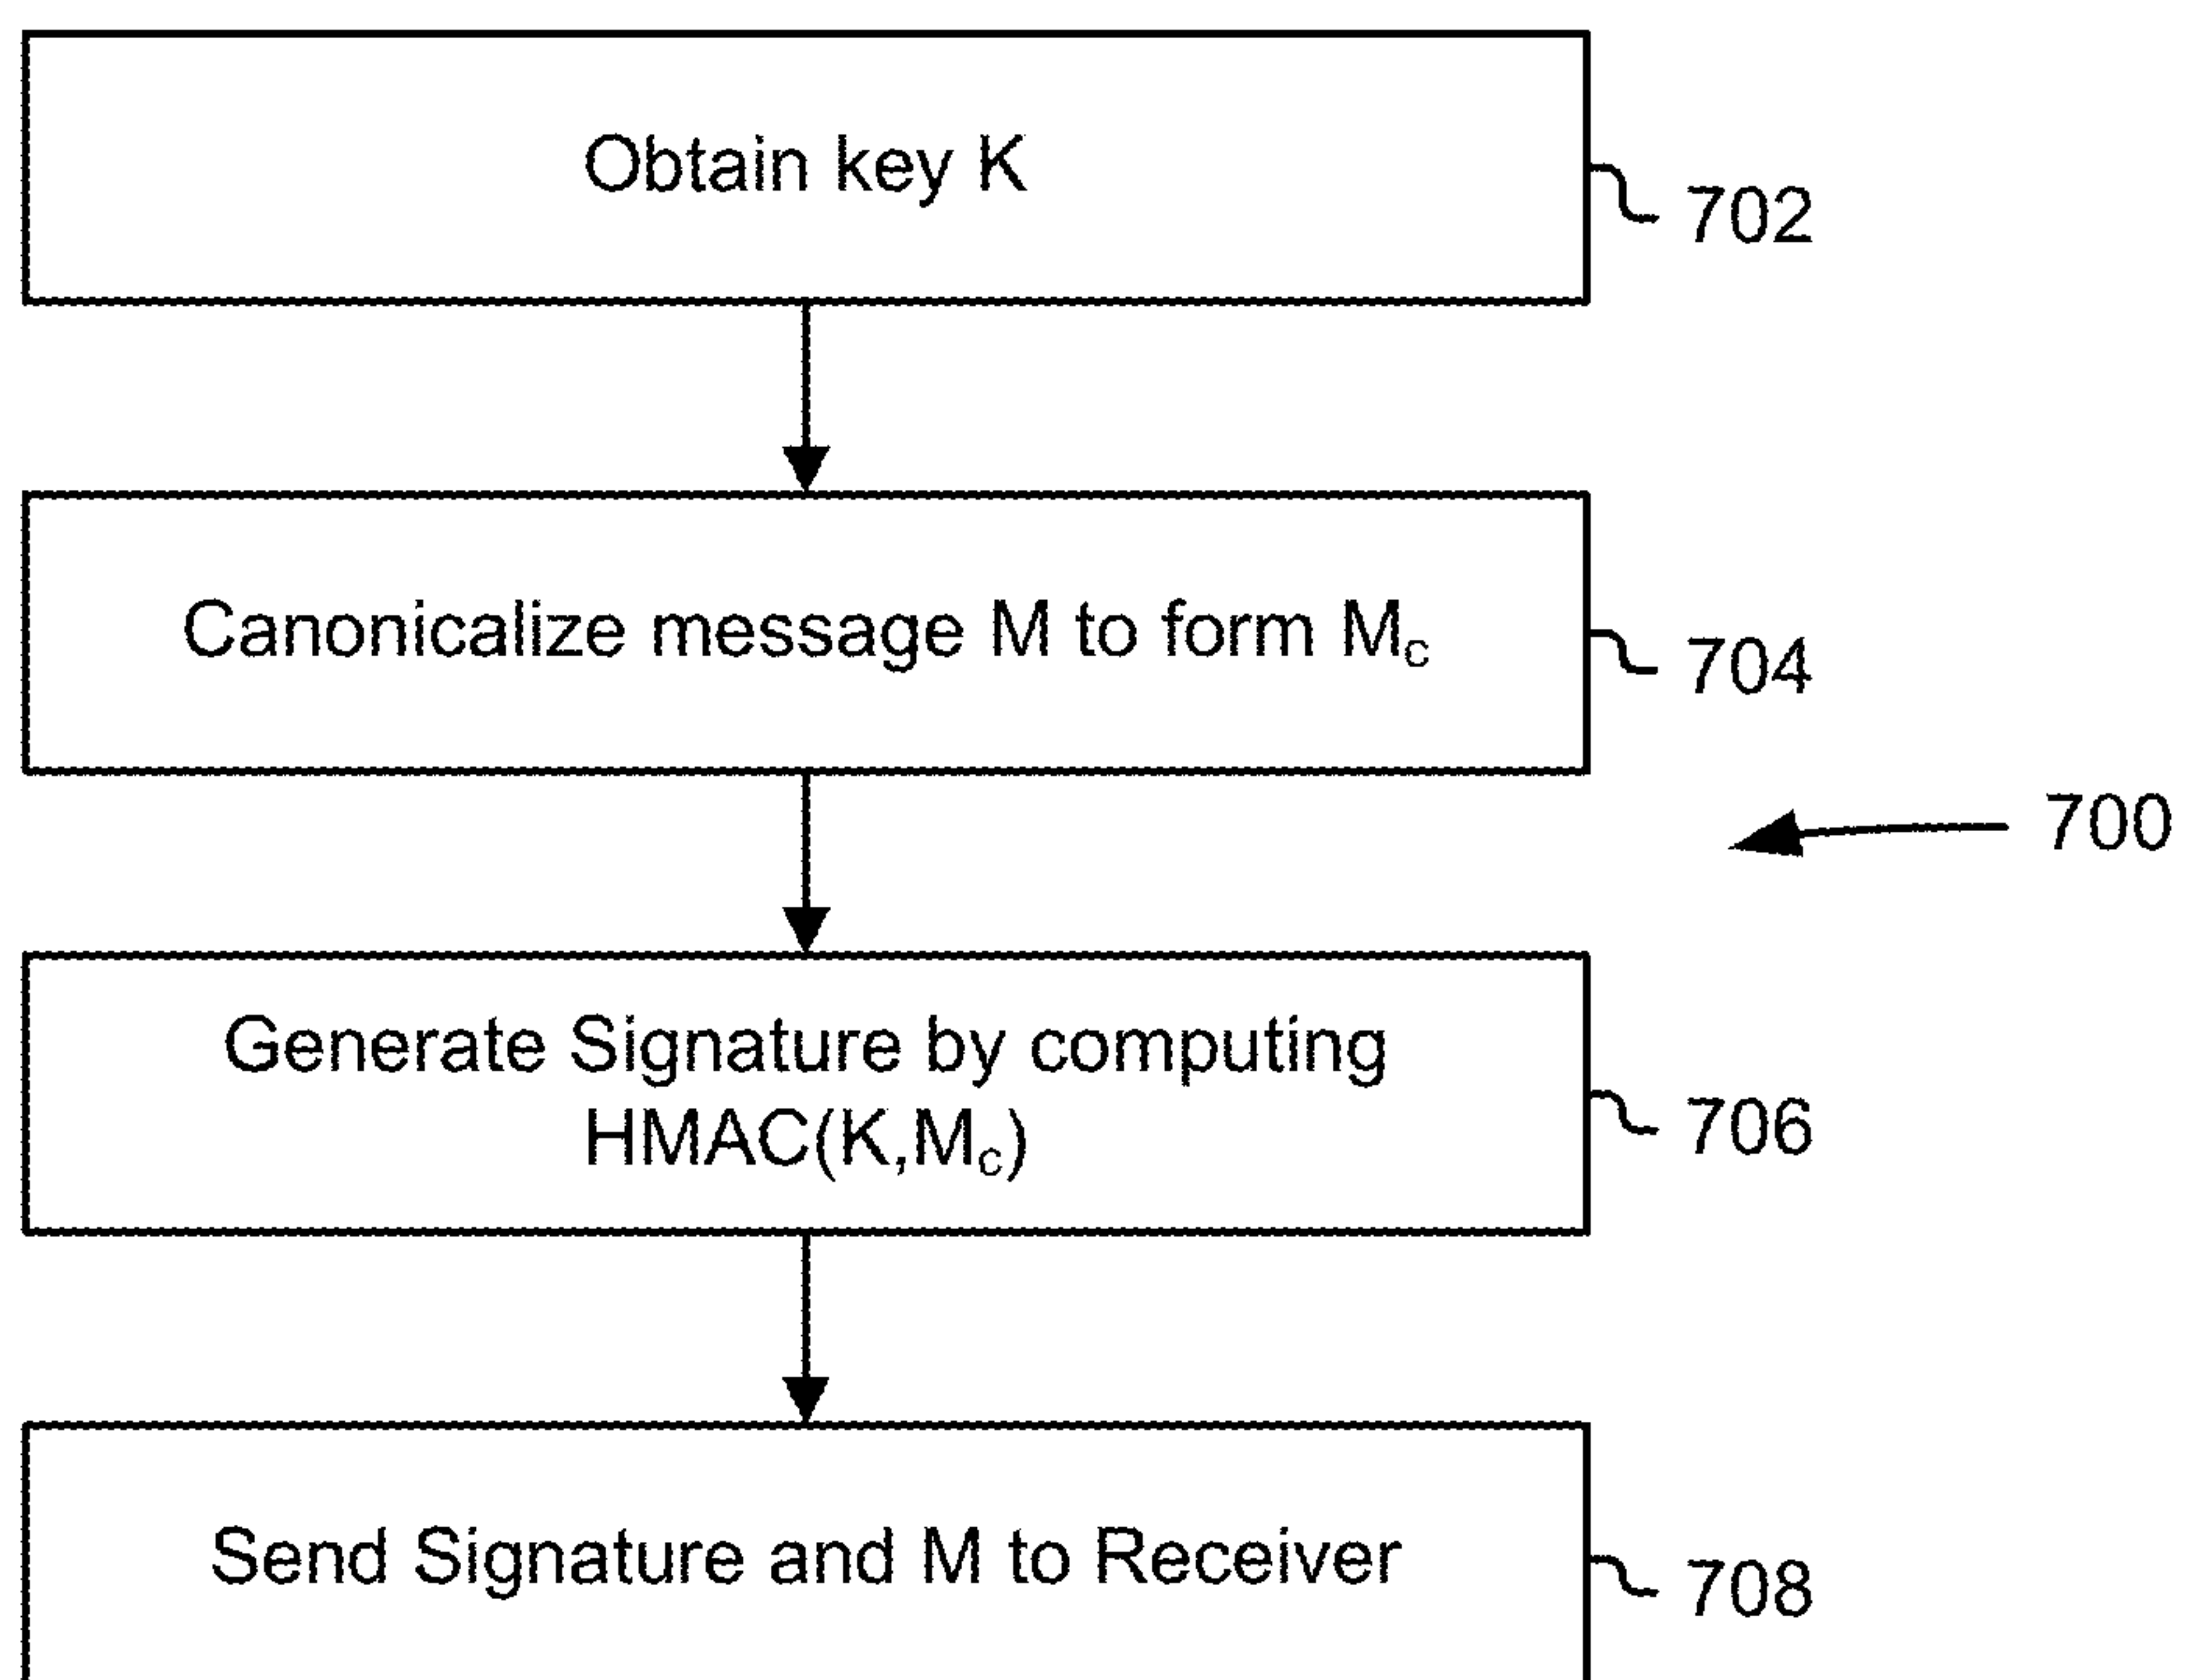 Obtain key K
702
Canonicalize message M to form Mc
704
700
Generate Signature by computing
HMAC(K,Mc)
706
Send Signature and M to Receiver
708